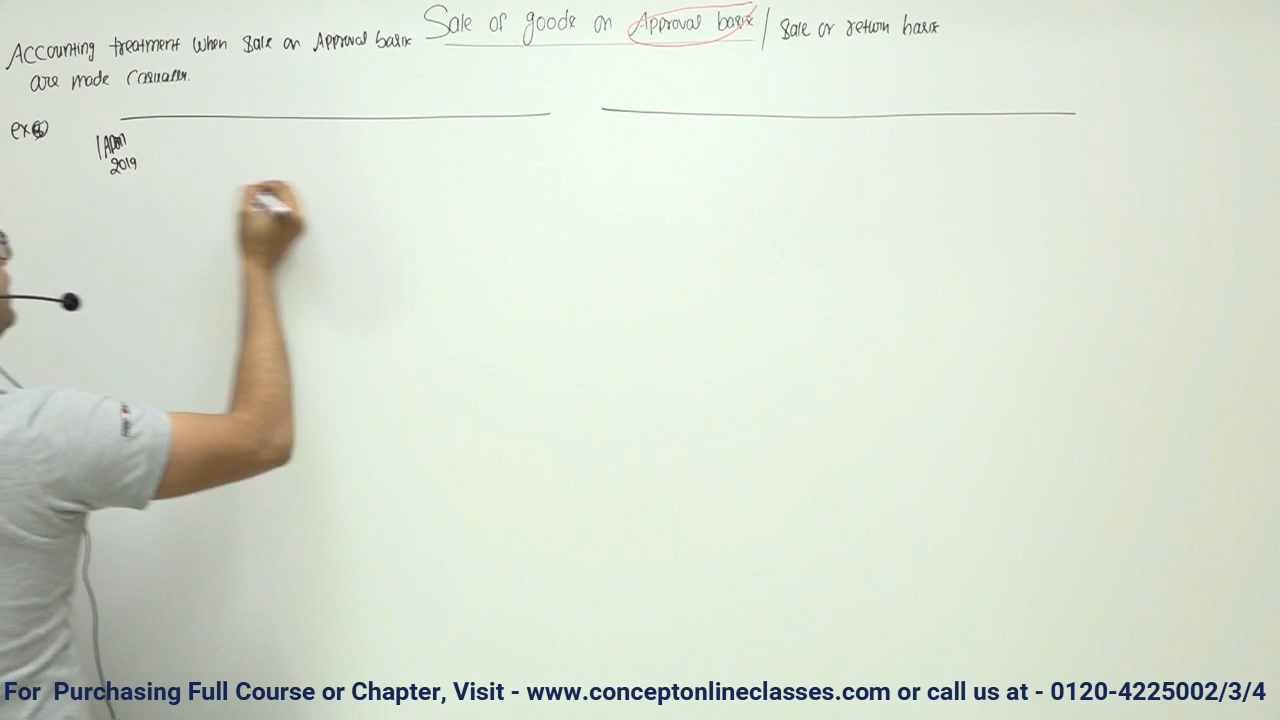 Sale of goods on Approval basis / Sale or return basis
Accounting treatment when sale on Approval basis
are made casually.
ex
1 April
2019
For Purchasing Full Course or Chapter, Visit - www.conceptonlineclasses.com or call us at - 0120-4225002/3/4